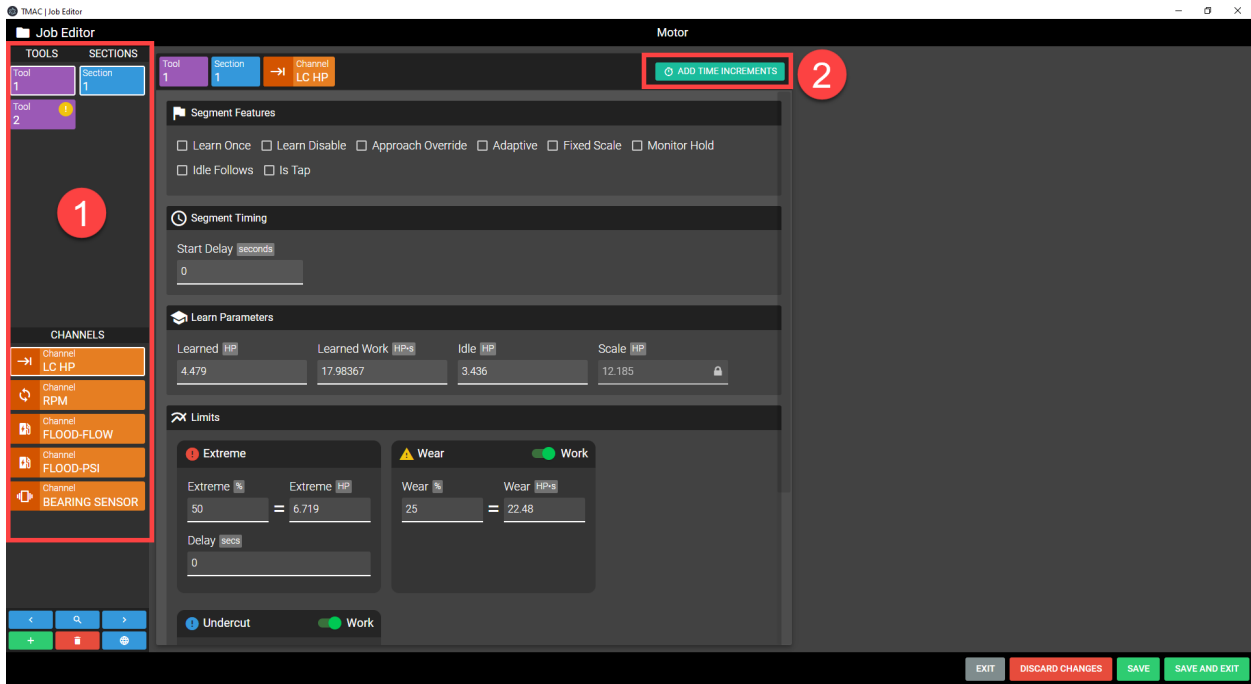 TMAC | Job Editor
Job Editor
Motor
TOOLS SECTIONS
Tool
1
Section
1
Tool
2
1
CHANNELS
Channel
LC HP
Channel
RPM
Channel
FLOOD-FLOW
Channel
FLOOD-PSI
Channel
BEARING SENSOR
Tool
1
Section
1
Channel
LC HP
ADD TIME INCREMENTS
2
Segment Features
Learn Once Learn Disable Approach Override Adaptive Fixed Scale Monitor Hold
Idle Follows Is Tap
Segment Timing
Start Delay seconds
0
Learn Parameters
Learned HP Learned Work HP•s Idle HP Scale HP
4.479 17.98367 3.436 12.185
Limits
Extreme
Extreme % Extreme HP
50 = 6.719
Delay secs
0
Wear Work
Wear % Wear HP•s
25 = 22.48
Undercut Work
EXIT DISCARD CHANGES SAVE SAVE AND EXIT